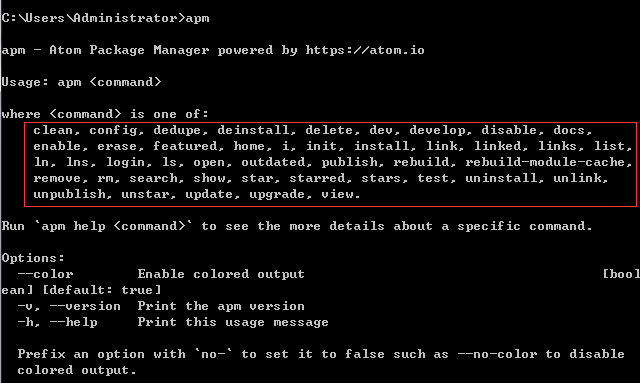 C:\Users\Administrator>apm
apm - Atom Package Manager powered by https://atom.io
Usage: apm <command>
where <command> is one of:
clean, config, dedupe, deinstall, delete, dev, develop, disable, docs,
enable, erase, featured, home, i, init, install, link, linked, links, list,
ln, lns, login, ls, open, outdated, publish, rebuild, rebuild-module-cache,
remove, rm, search, show, star, starred, stars, test, uninstall, unlink,
unpublish, unstar, update, upgrade, view.
Run `apm help <command>` to see the more details about a specific command.
Options:
--color Enable colored output [bool
ean] [default: true]
-v, --version Print the apm version
-h, --help Print this usage message
Prefix an option with `no-` to set it to false such as --no-color to disable
colored output.